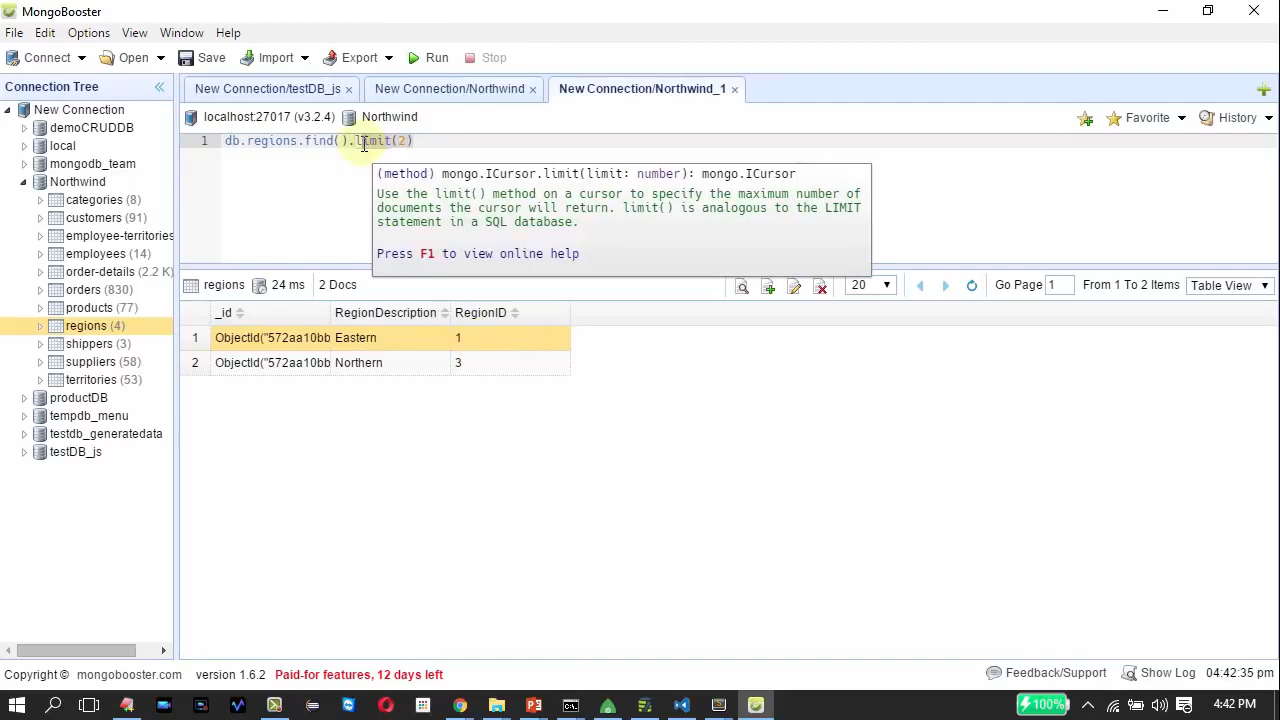 MongoBooster
File Edit Options View Window Help
Connect Open Save Import Export Run Stop
Connection Tree
New Connection
demoCRUDDB
local
mongodb_team
Northwind
categories (8)
customers (91)
employee-territories
employees (14)
order-details (2.2 K)
orders (830)
products (77)
regions (4)
shippers (3)
suppliers (58)
territories (53)
productDB
tempdb_menu
testdb_generatedata
testDB_js
New Connection/testDB_js × New Connection/Northwind × New Connection/Northwind_1 ×
localhost:27017 (v3.2.4) Northwind Favorite History
1 db.regions.find().limit(2)
(method) mongo.ICursor.limit(limit: number): mongo.ICursor
Use the limit() method on a cursor to specify the maximum number of
documents the cursor will return. limit() is analogous to the LIMIT
statement in a SQL database.
Press F1 to view online help
regions 24 ms 2 Docs 20 Go Page 1 From 1 To 2 Items Table View
_id RegionDescription RegionID
1 ObjectId("572aa10bb Eastern 1
2 ObjectId("572aa10bb Northern 3
Copyright © mongobooster.com version 1.6.2 Paid-for features, 12 days left Feedback/Support Show Log 04:42:35 pm
100% 4:42 PM